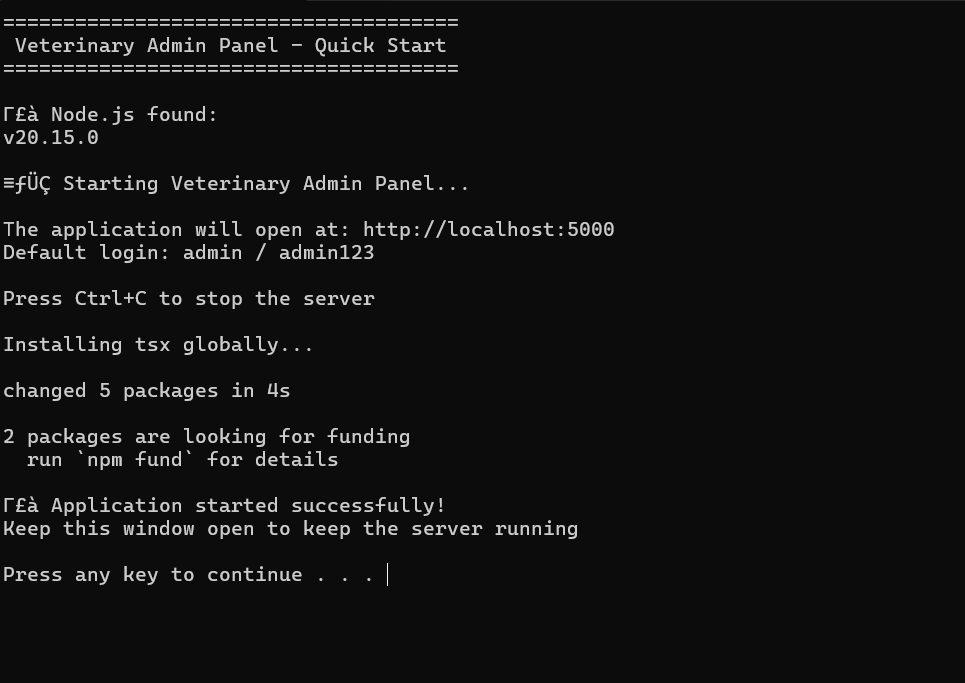 ======================================
 Veterinary Admin Panel - Quick Start
======================================
Γ£à Node.js found:
v20.15.0
≡ƒÜÇ Starting Veterinary Admin Panel...
The application will open at: http://localhost:5000
Default login: admin / admin123
Press Ctrl+C to stop the server
Installing tsx globally...
changed 5 packages in 4s
2 packages are looking for funding
  run `npm fund` for details
Γ£à Application started successfully!
Keep this window open to keep the server running
Press any key to continue . . .